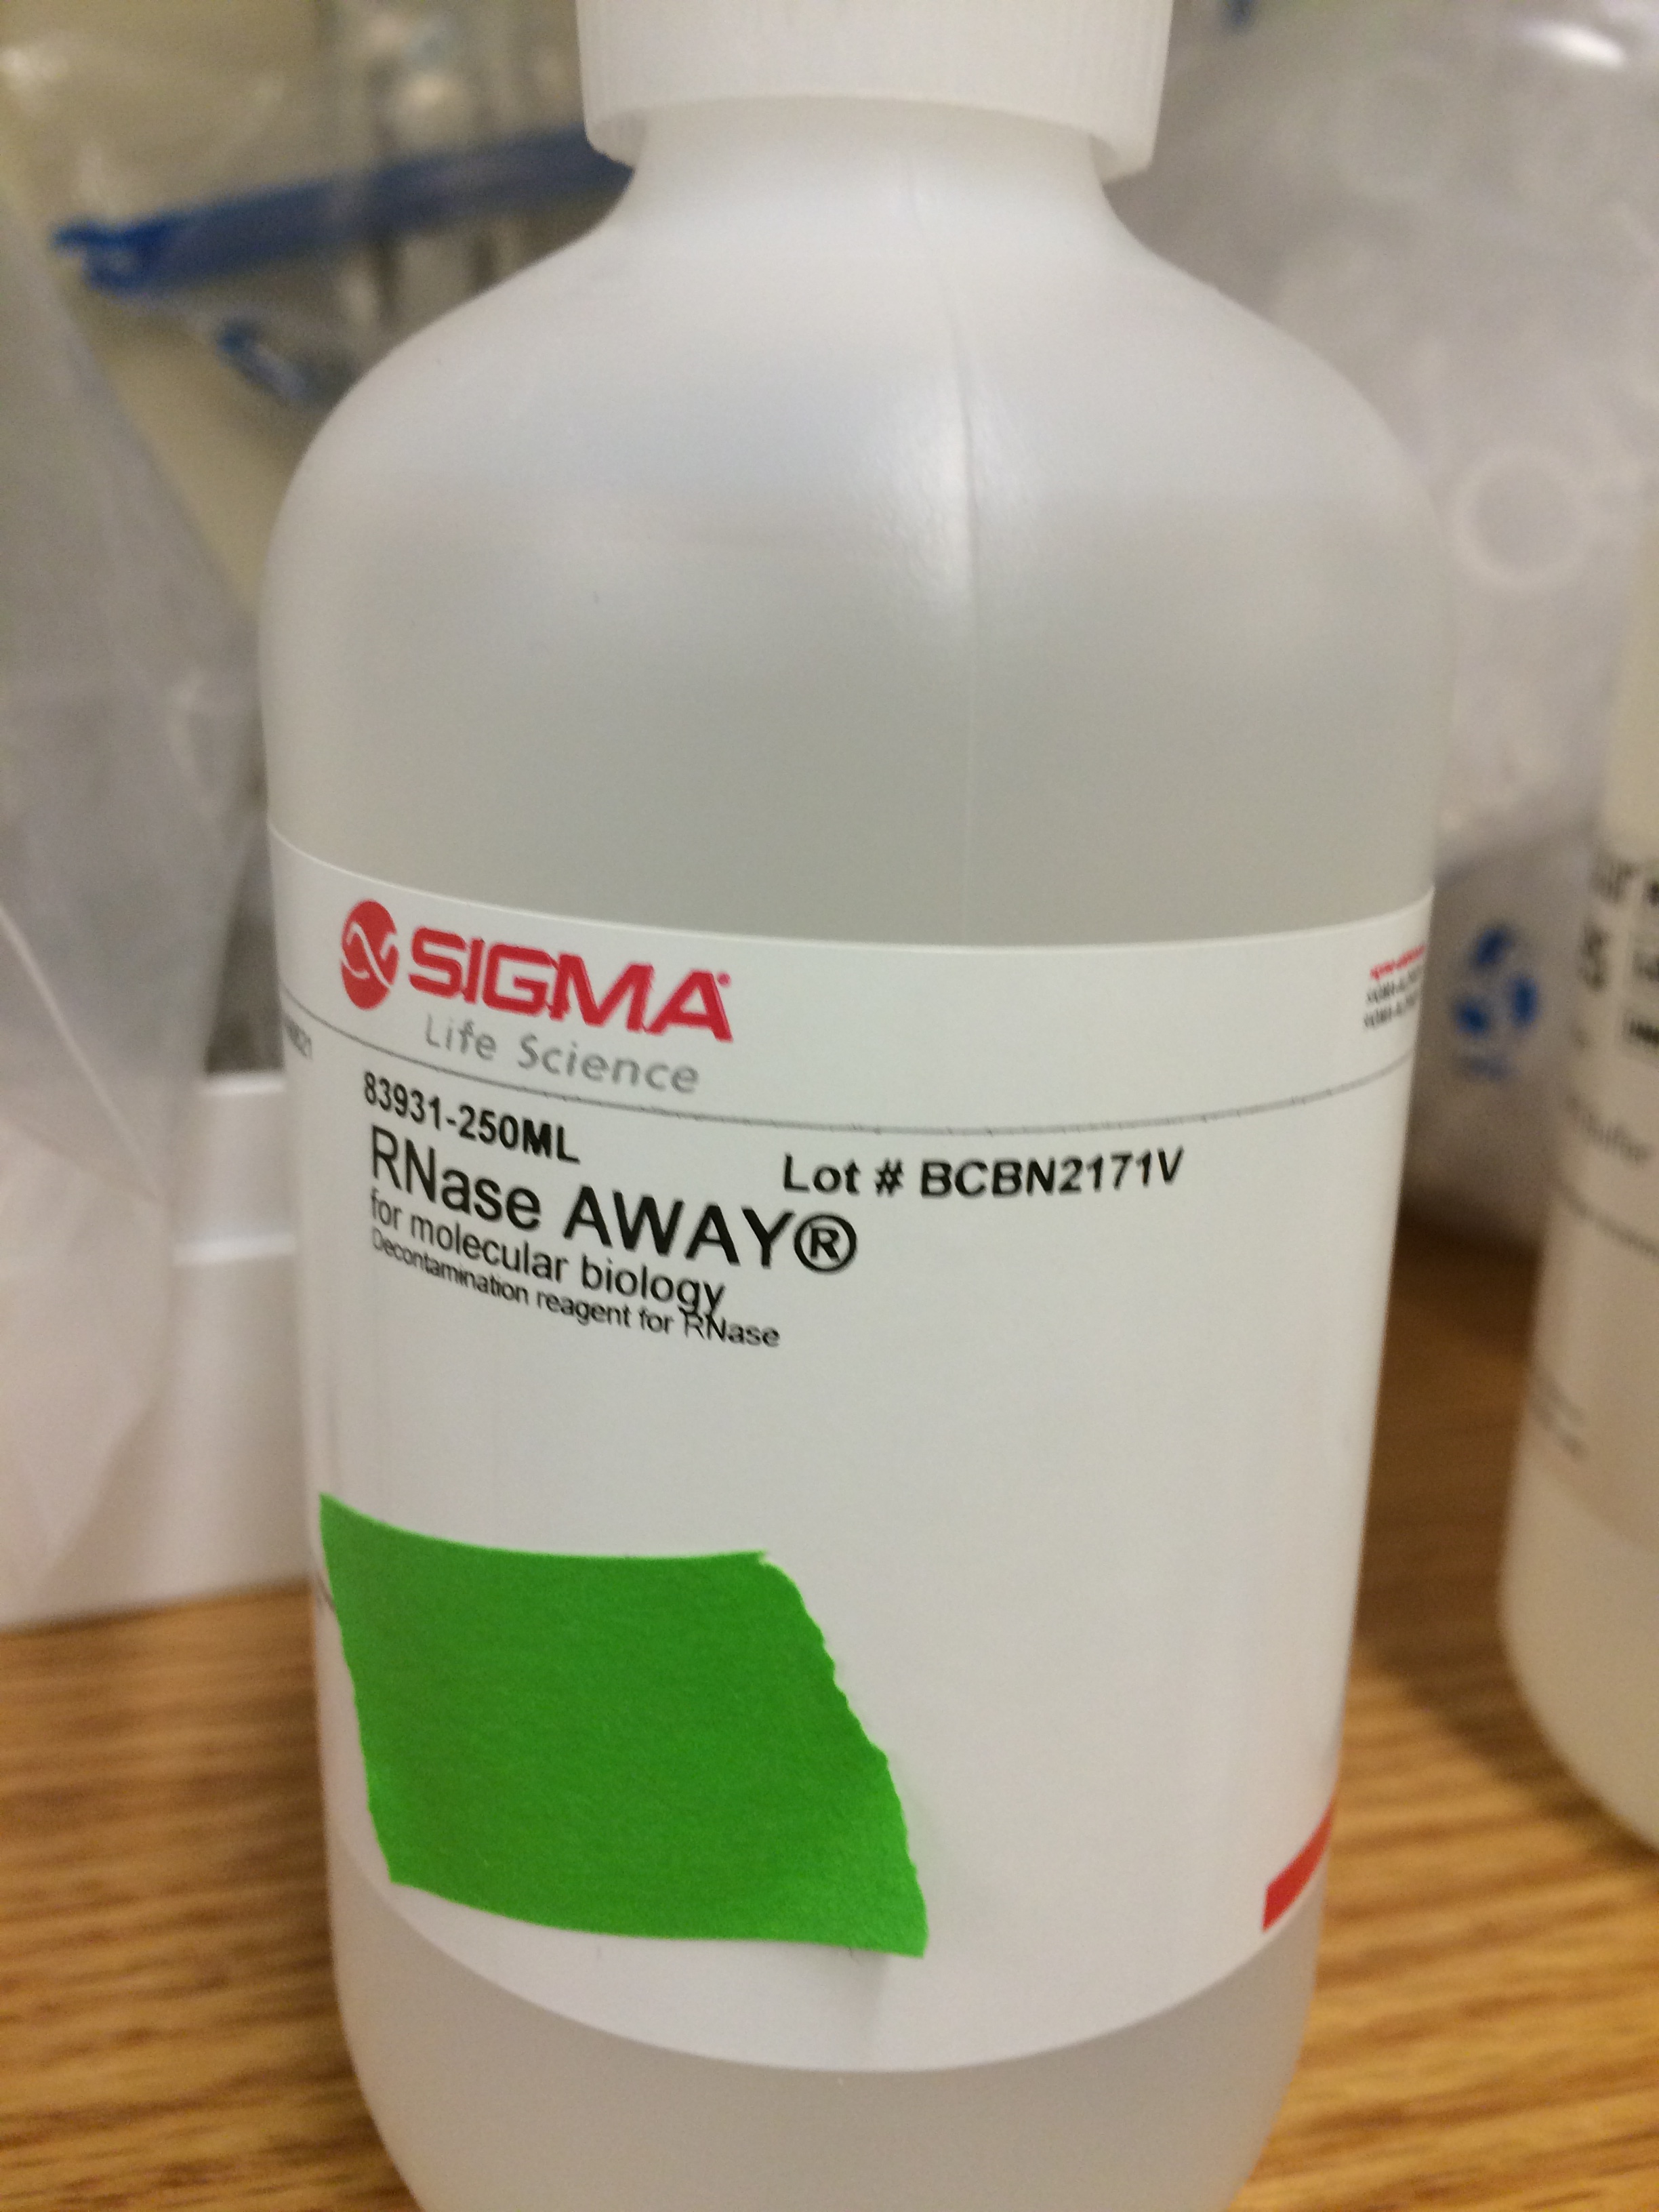 SIGMA®
Life Science
83931-250ML
RNase AWAY®
Lot # BCBN2171V
for molecular biology
Decontamination reagent for RNase